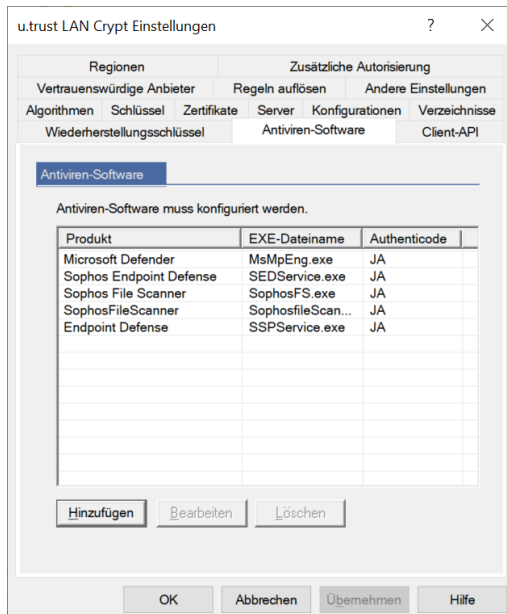 u.trust LAN Crypt Einstellungen ? ×
Regionen Zusätzliche Autorisierung
Vertrauenswürdige Anbieter Regeln auflösen Andere Einstellungen
Algorithmen Schlüssel Zertifikate Server Konfigurationen Verzeichnisse
Wiederherstellungsschlüssel Antiviren-Software Client-API
Antiviren-Software
Antiviren-Software muss konfiguriert werden.
Produkt EXE-Dateiname Authenticode
Microsoft Defender MsMpEng.exe JA
Sophos Endpoint Defense SEDService.exe JA
Sophos File Scanner SophosFS.exe JA
SophosFileScanner SophosfileScan... JA
Endpoint Defense SSPService.exe JA
Hinzufügen Bearbeiten Löschen
OK Abbrechen Übernehmen Hilfe